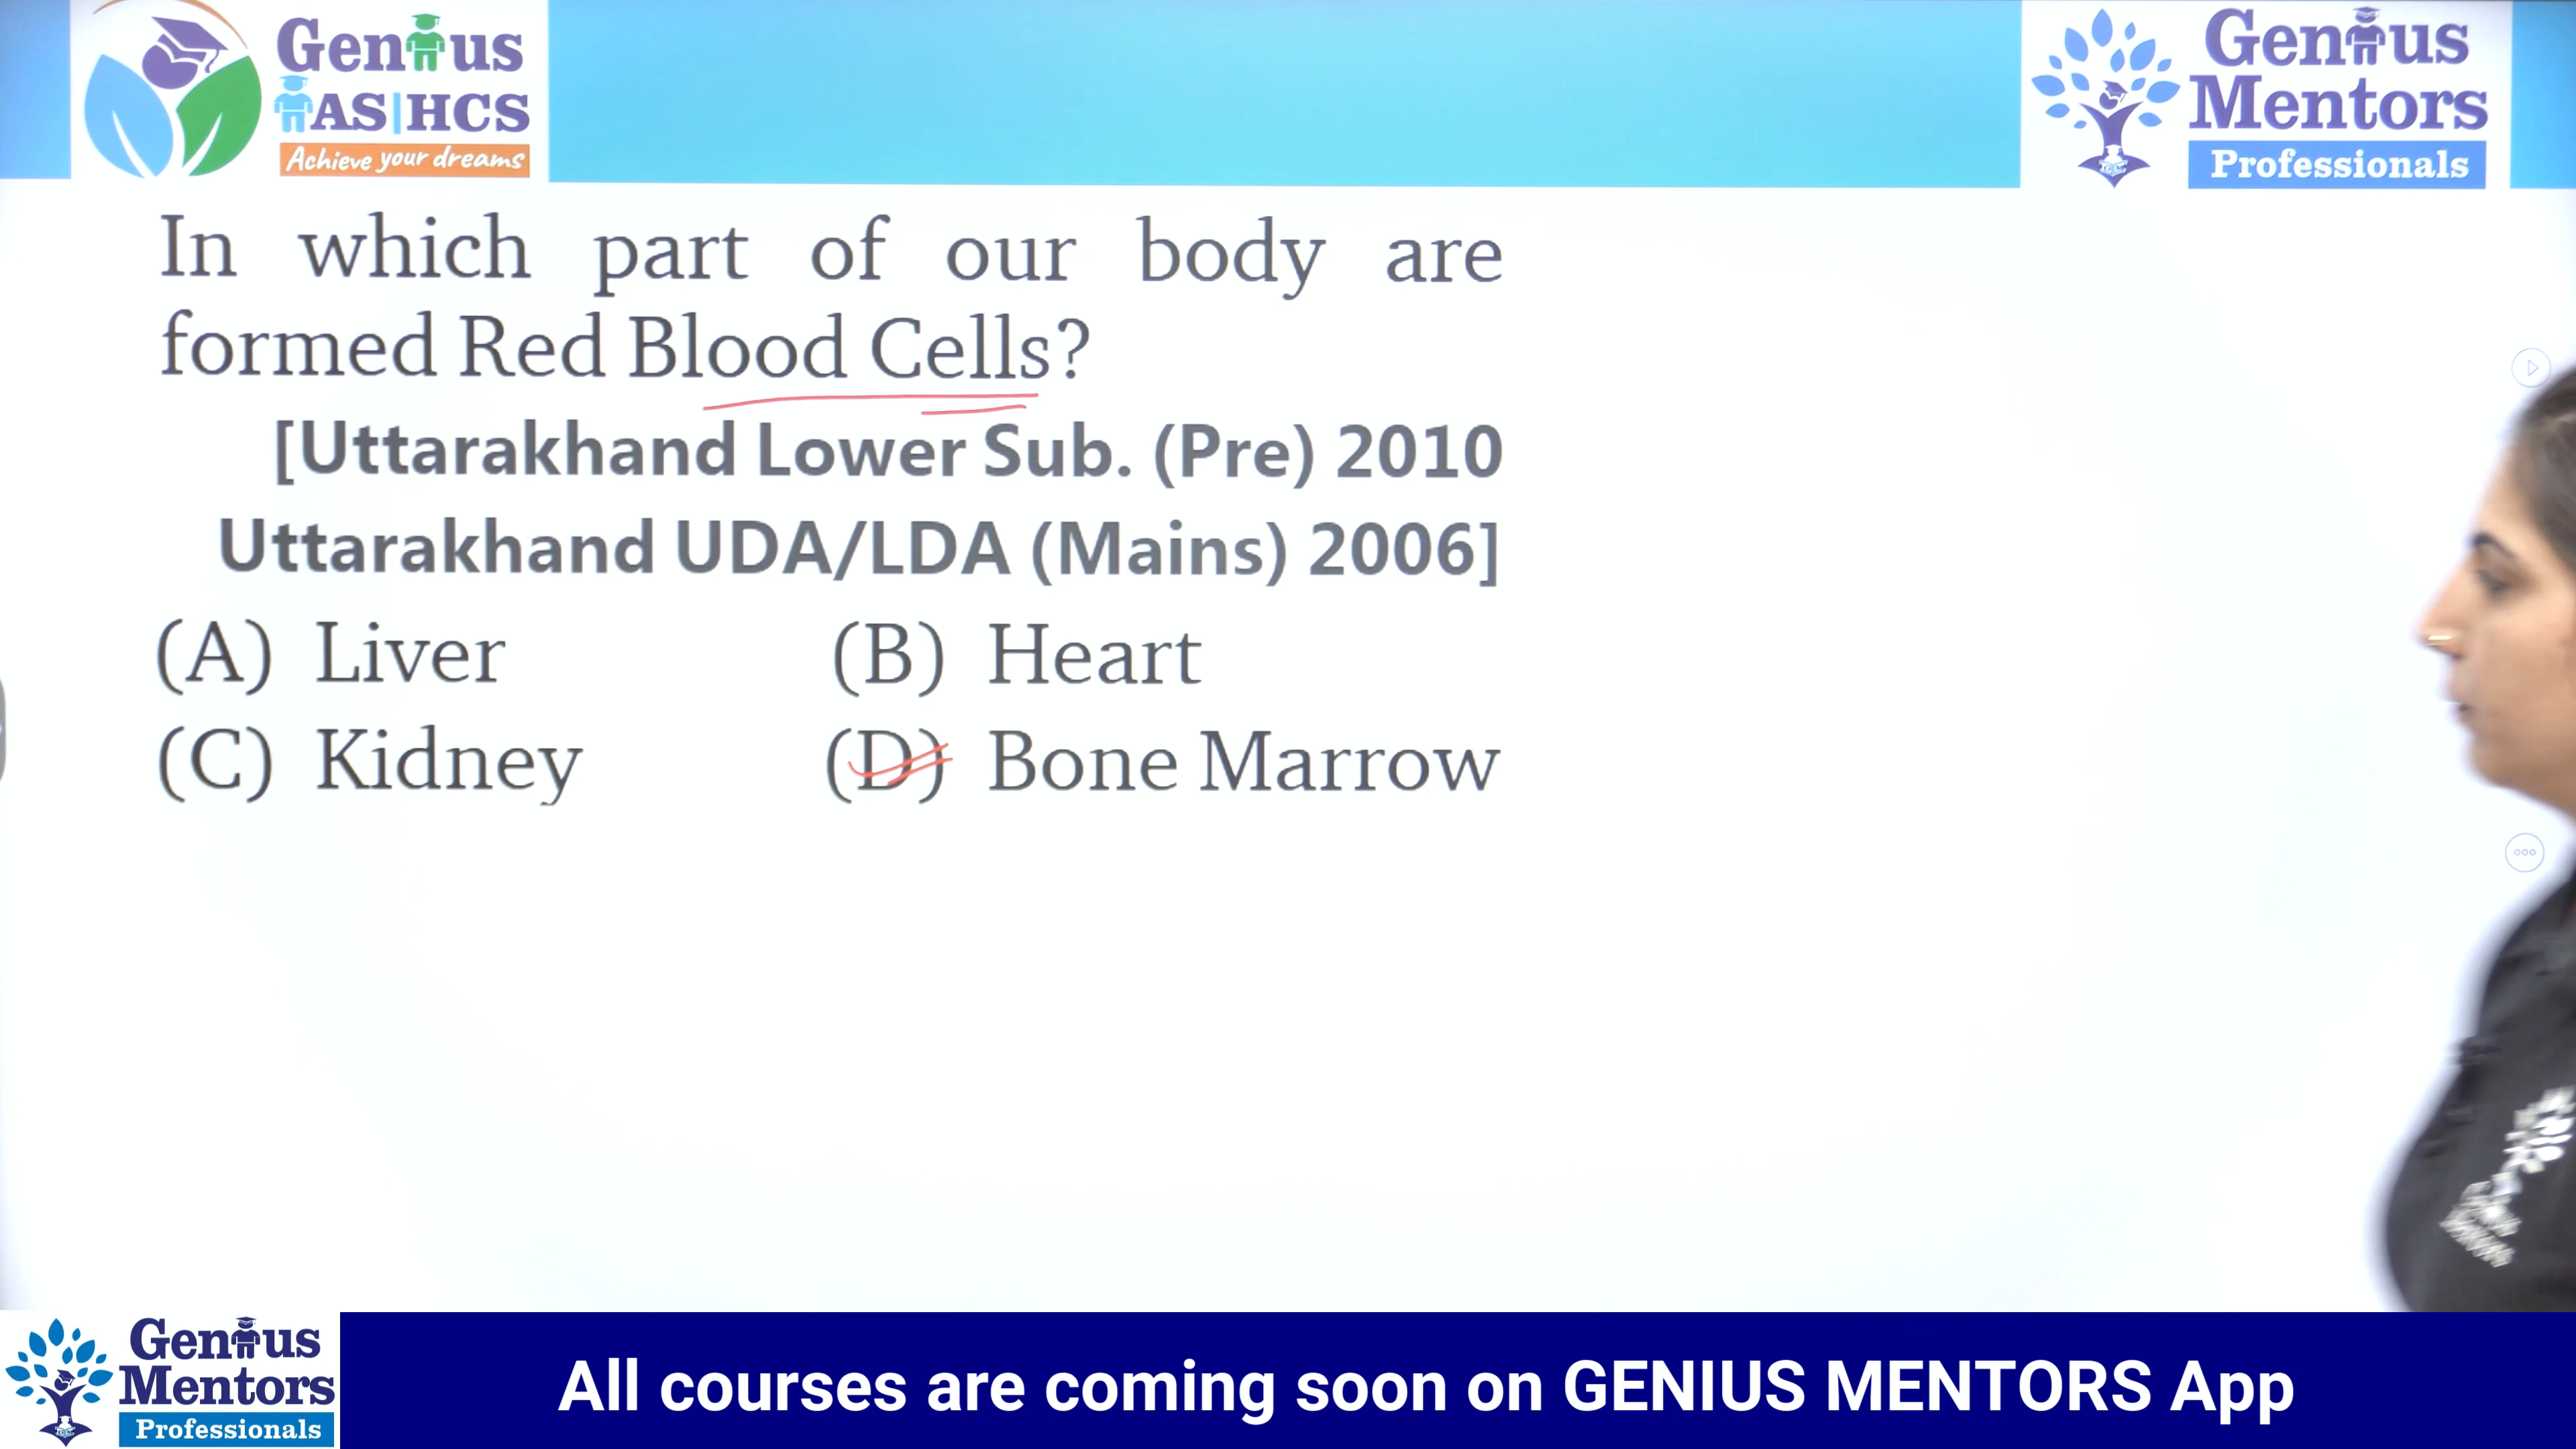 Genius
IAS|HCS
Achieve your dreams
Genius
Mentors
Professionals
In which part of our body are
formed Red Blood Cells?
[Uttarakhand Lower Sub. (Pre) 2010
Uttarakhand UDA/LDA (Mains) 2006]
(A) Liver (B) Heart
(C) Kidney (D) Bone Marrow
Genius
Mentors
Professionals
All courses are coming soon on GENIUS MENTORS App